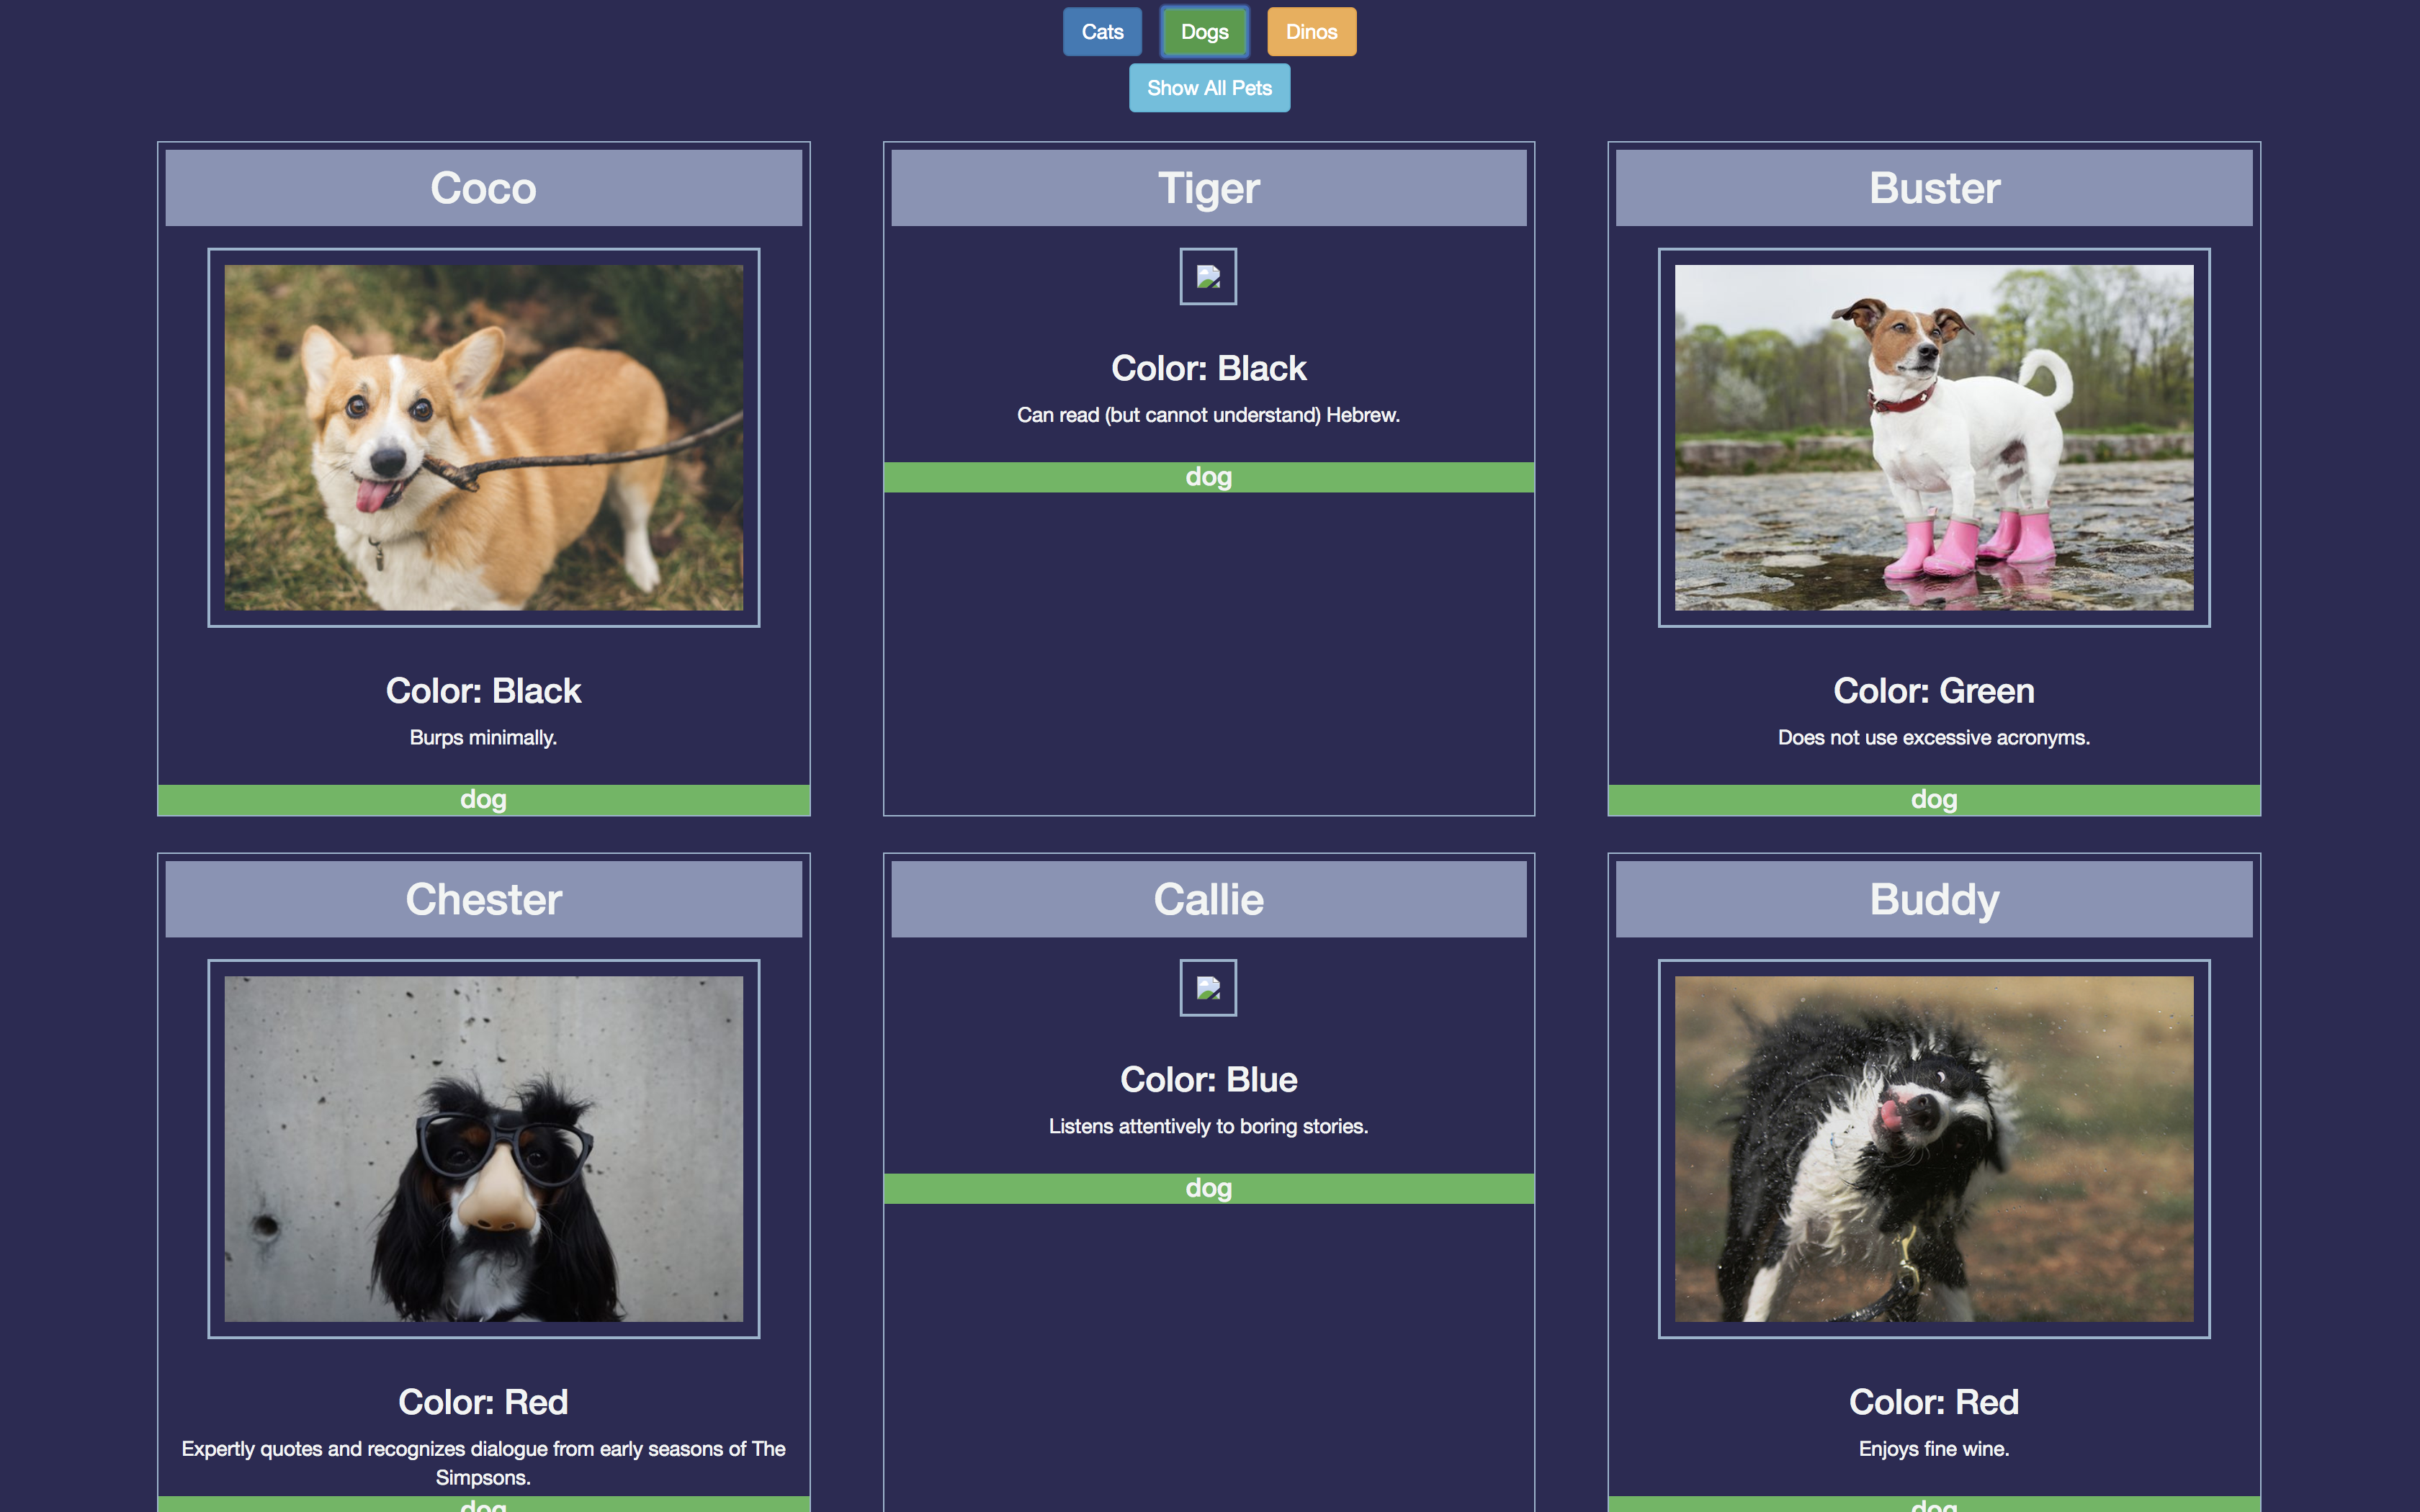 Cats
Dogs
Dinos
Show All Pets
Coco
Color: Black
Burps minimally.
dog
Tiger
Color: Black
Can read (but cannot understand) Hebrew.
dog
Buster
Color: Green
Does not use excessive acronyms.
dog
Chester
Color: Red
Expertly quotes and recognizes dialogue from early seasons of The
Simpsons.
dog
Callie
Color: Blue
Listens attentively to boring stories.
dog
Buddy
Color: Red
Enjoys fine wine.
dog